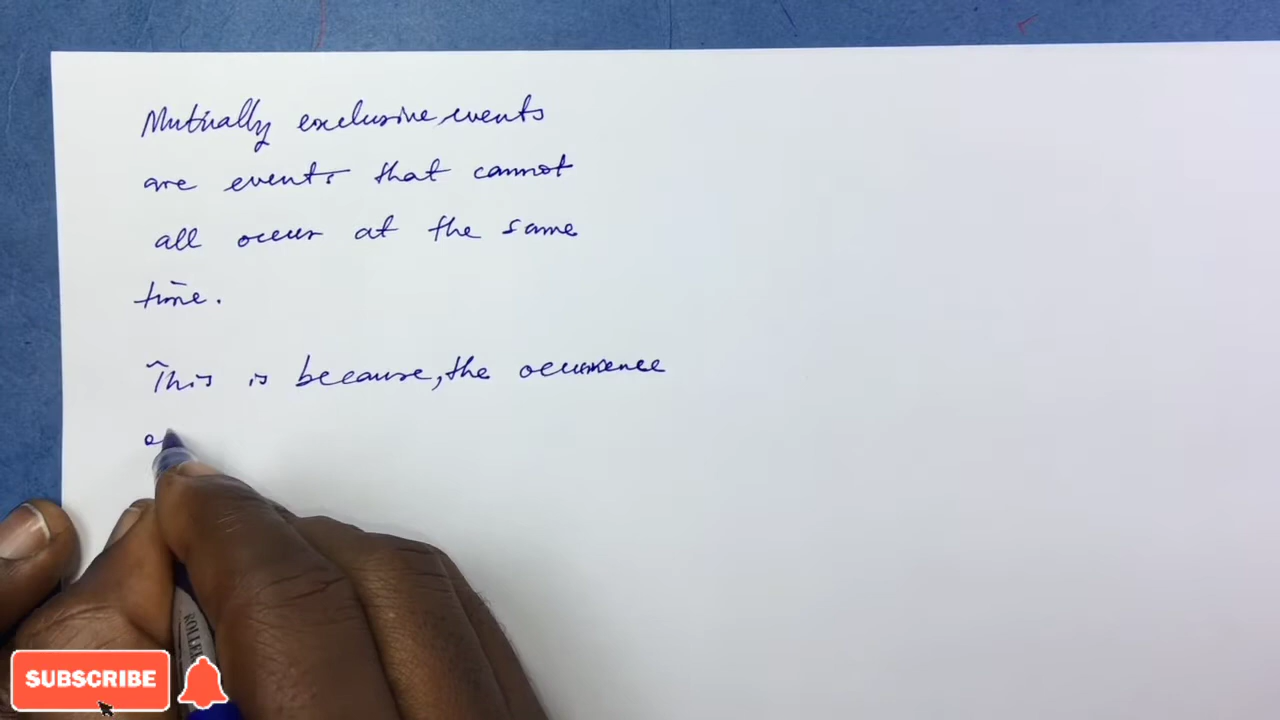 Mutually exclusive events
are events that cannot
all occur at the same
time.
This is because, the occurrence
ROLLER
SUBSCRIBE